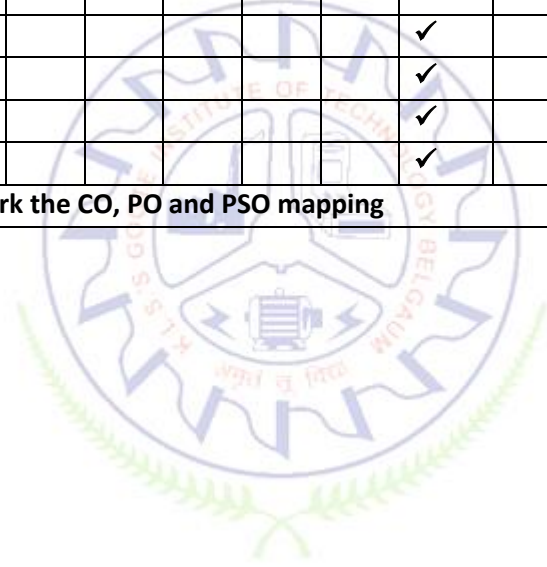 ✓
✓
✓
✓
rk the CO, PO and PSO mapping
K.L.S.'S GOGTE INSTITUTE OF TECHNOLOGY BELGAUM